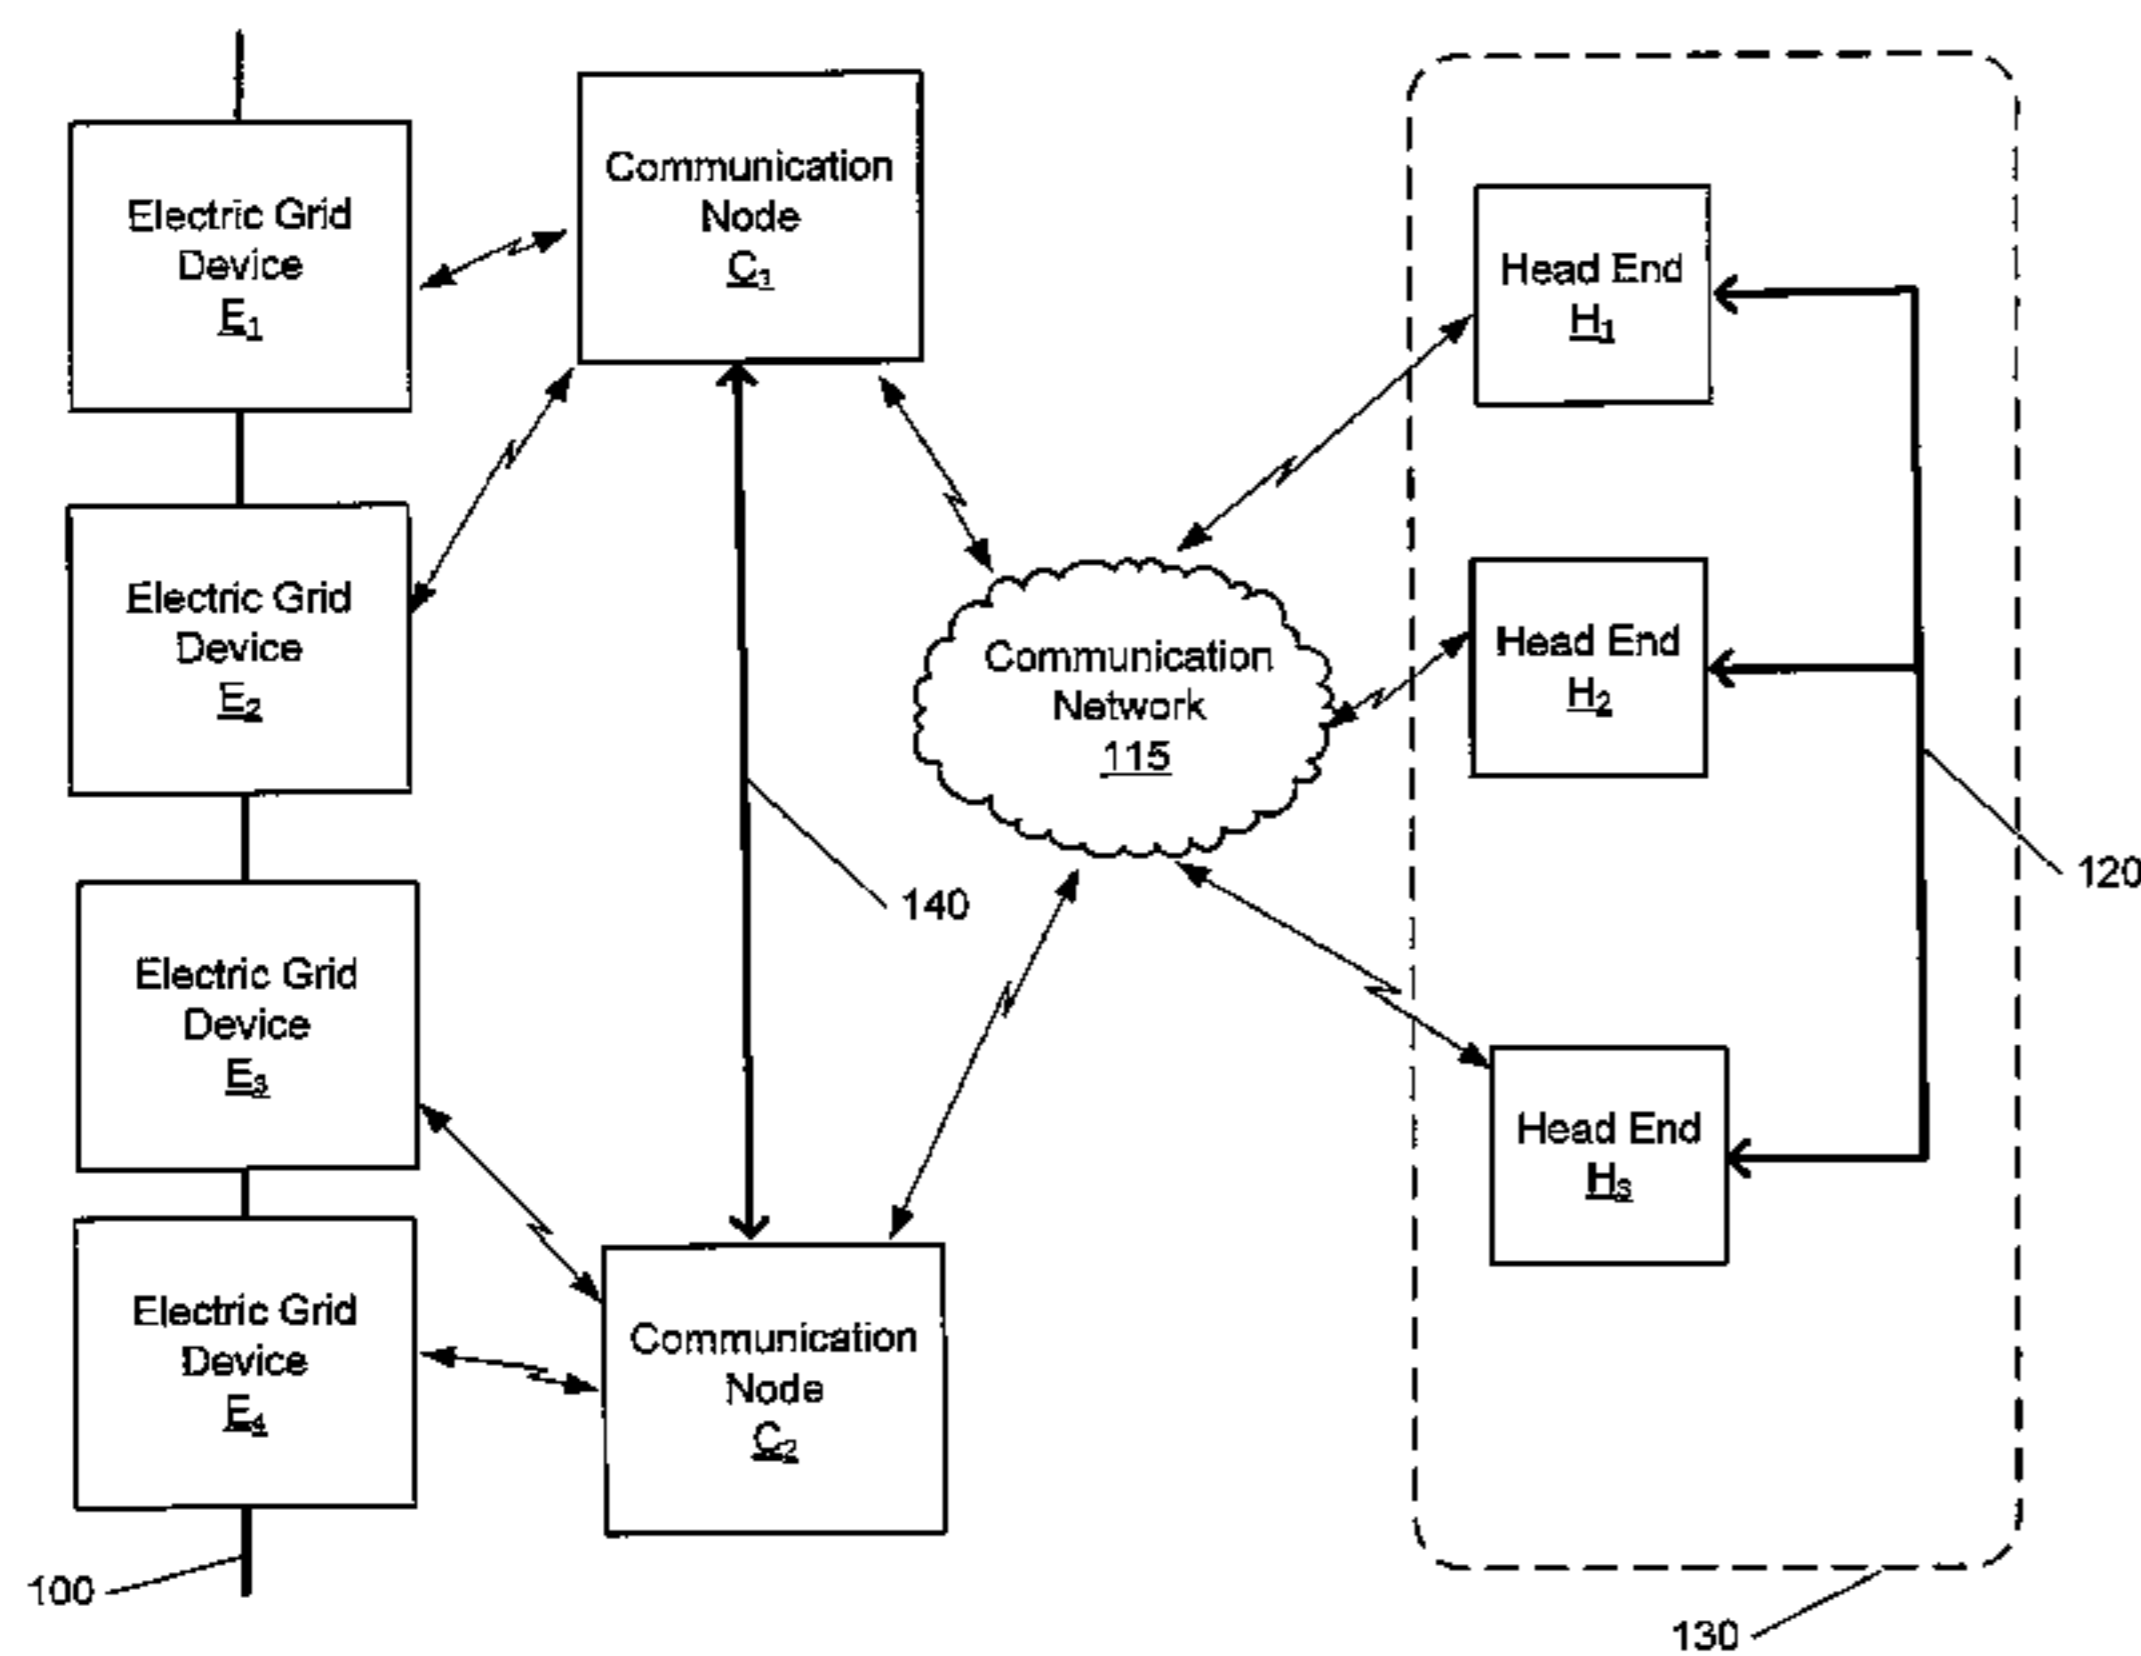 Electric Grid
Device
E₁
Communication
Node
C₁
Head End
H₁
Electric Grid
Device
E₂
Communication
Network
115
Head End
H₂
140
120
Electric Grid
Device
E₃
Head End
H₃
Electric Grid
Device
E₄
Communication
Node
C₂
100
130